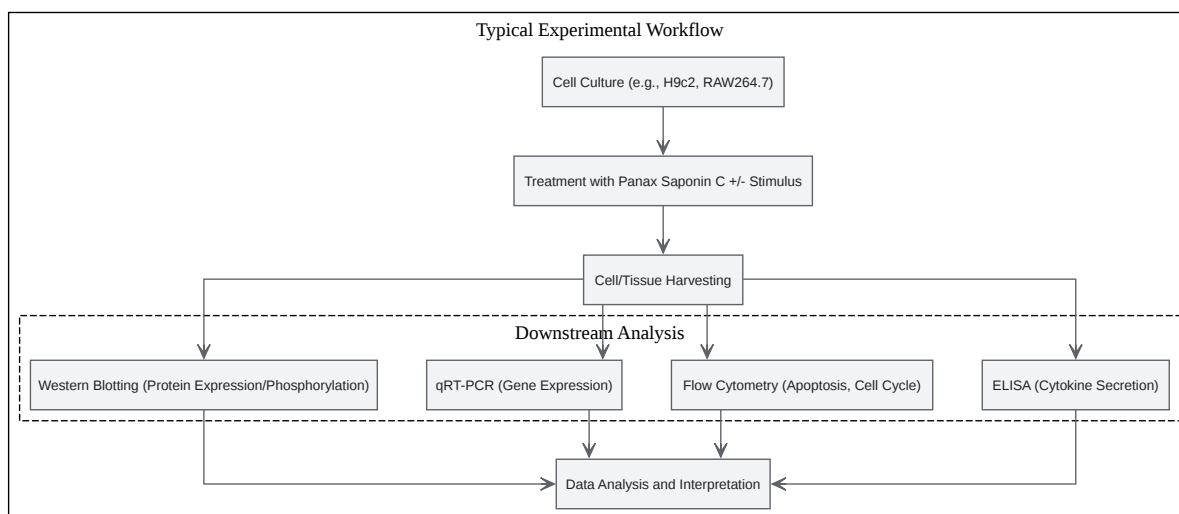 Typical Experimental Workflow
Cell Culture (e.g., H9c2, RAW264.7)
Treatment with Panax Saponin C +/- Stimulus
Cell/Tissue Harvesting
Downstream Analysis
Western Blotting (Protein Expression/Phosphorylation)
qRT-PCR (Gene Expression)
Flow Cytometry (Apoptosis, Cell Cycle)
ELISA (Cytokine Secretion)
Data Analysis and Interpretation